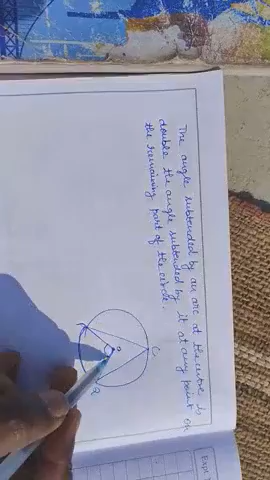 The angle subtended by an arc at the centre is
double the angle subtended by it at any point on
the remaining part of the circle.
Expt.